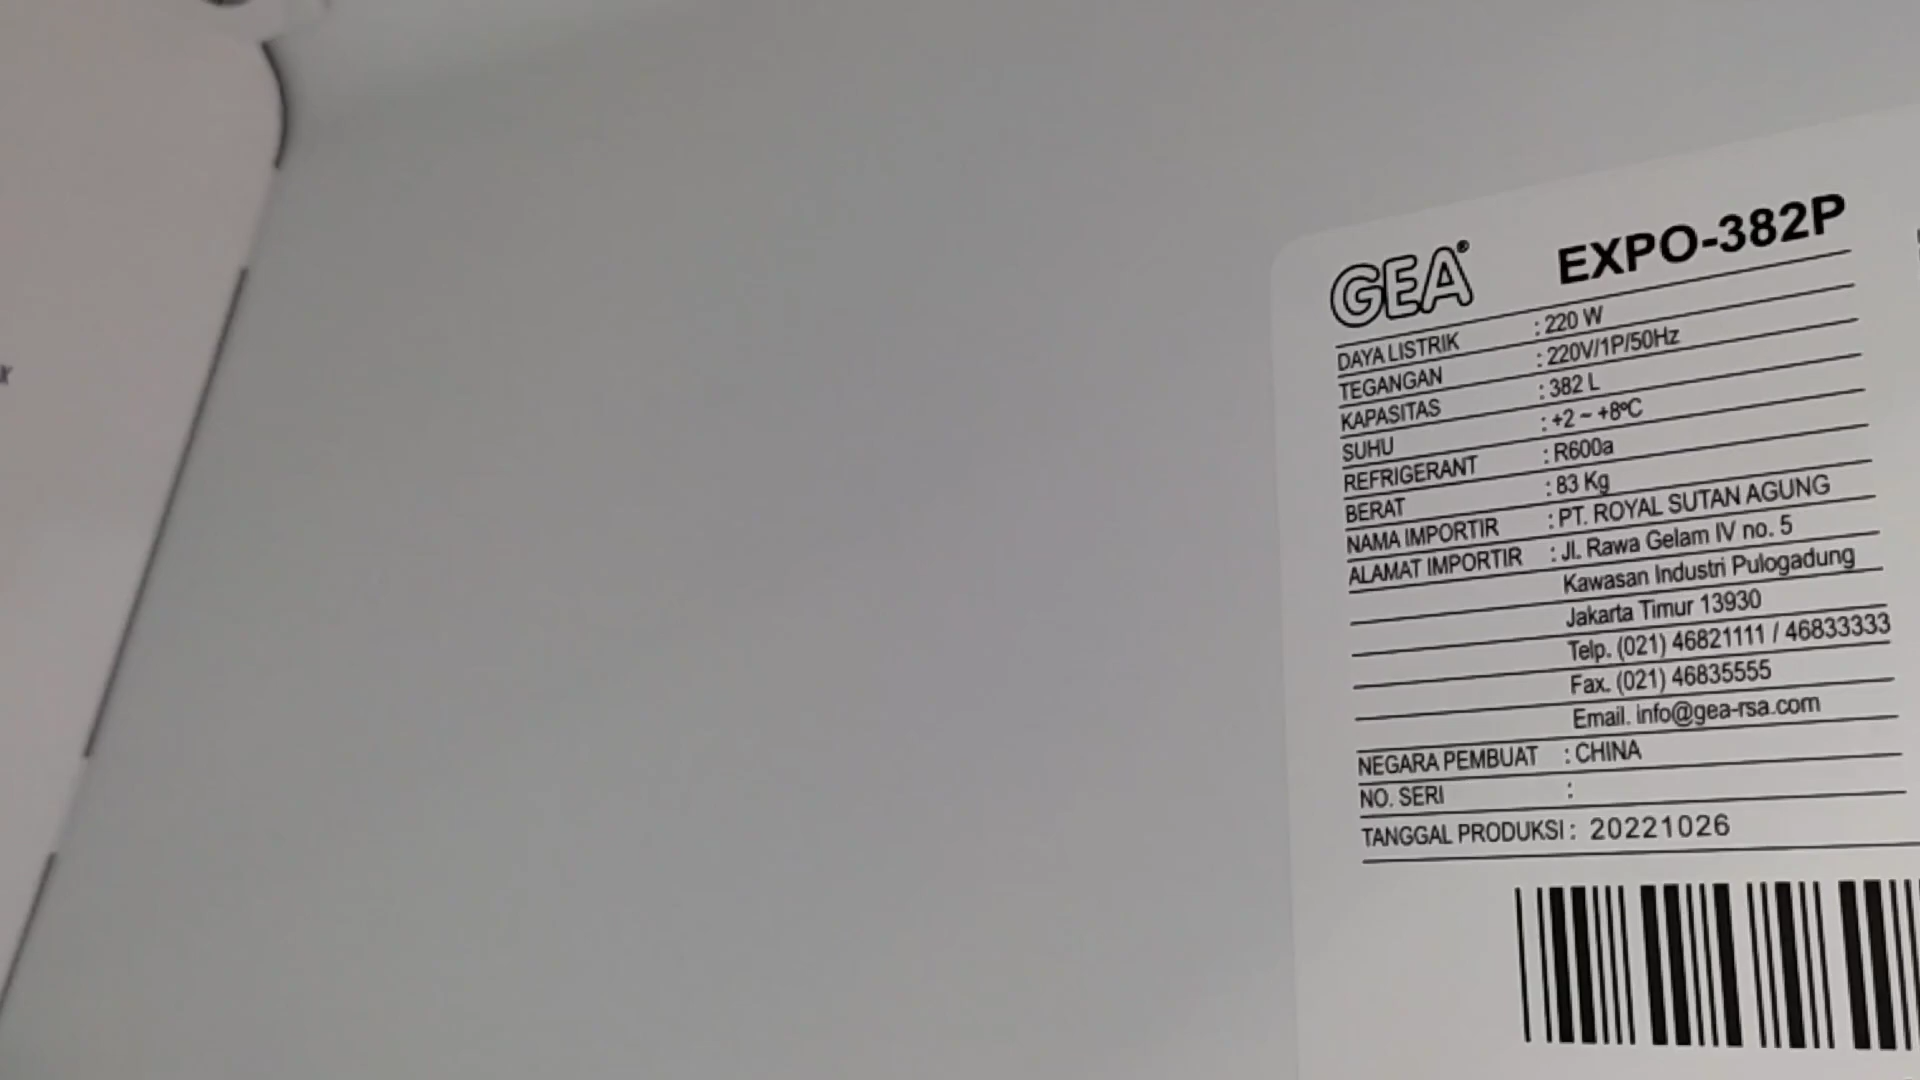 GEA® EXPO-382P
DAYA LISTRIK : 220 W
TEGANGAN : 220V/1P/50Hz
KAPASITAS : 382 L
SUHU : +2 ~ +8ºC
REFRIGERANT : R600a
BERAT : 83 Kg
NAMA IMPORTIR : PT. ROYAL SUTAN AGUNG
ALAMAT IMPORTIR : Jl. Rawa Gelam IV no. 5
Kawasan Industri Pulogadung
Jakarta Timur 13930
Telp. (021) 46821111 / 46833333
Fax. (021) 46835555
Email. info@gea-rsa.com
NEGARA PEMBUAT : CHINA
NO. SERI :
TANGGAL PRODUKSI : 20221026